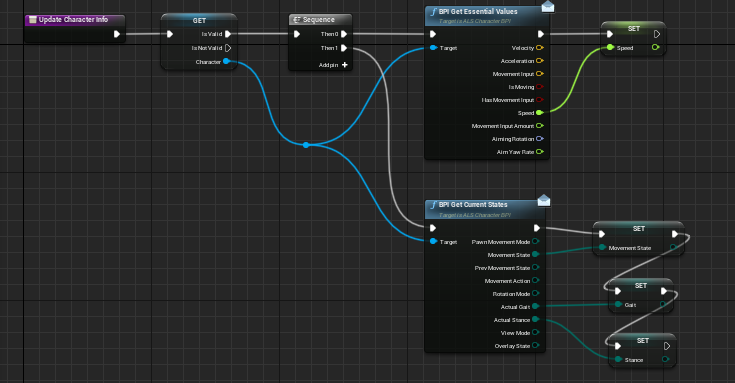 Update Character Info
GET
Is Valid
Is Not Valid
Character
Sequence
Then 0
Then 1
Add pin
BPI Get Essential Values
Target is ALS Character BPI
Target
Velocity
Acceleration
Movement Input
Is Moving
Has Movement Input
Speed
Movement Input Amount
Aiming Rotation
Aim Yaw Rate
SET
Speed
BPI Get Current States
Target is ALS Character BPI
Target
Pawn Movement Mode
Movement State
Prev Movement State
Movement Action
Rotation Mode
Actual Gait
Actual Stance
View Mode
Overlay State
SET
Movement State
SET
Gait
SET
Stance